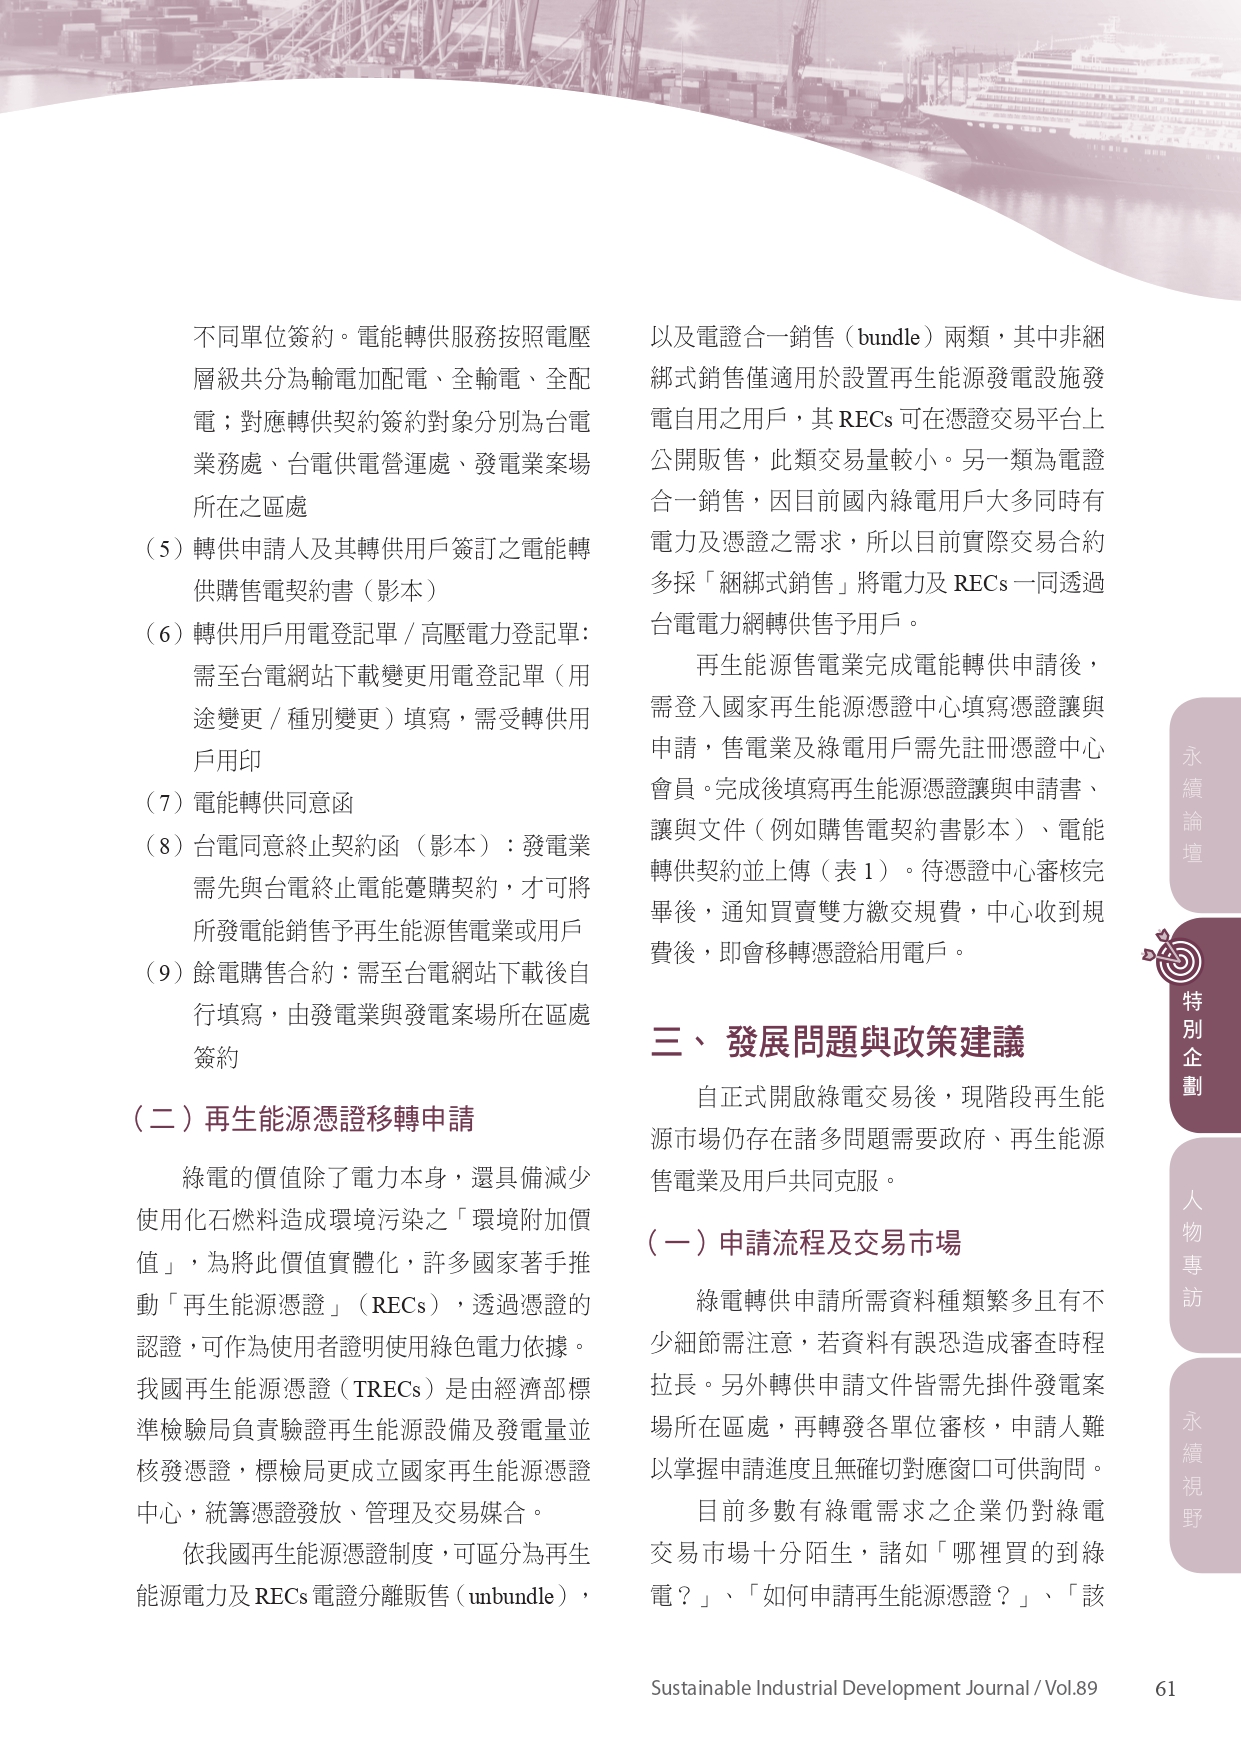 不同單位簽約。電能轉供服務按照電壓
層級共分為輸電加配電、全輸電、全配
電；對應轉供契約簽約對象分別為台電
業務處、台電供電營運處、發電業案場
所在之區處
（5）轉供申請人及其轉供用戶簽訂之電能轉
供購售電契約書（影本）
（6）轉供用戶用電登記單 / 高壓電力登記單：
需至台電網站下載變更用電登記單（用
途變更 / 種別變更）填寫，需受轉供用
戶用印
（7）電能轉供同意函
（8）台電同意終止契約函 （影本）：發電業
需先與台電終止電能躉購契約，才可將
所發電能銷售予再生能源售電業或用戶
（9）餘電購售合約：需至台電網站下載後自
行填寫，由發電業與發電案場所在區處
簽約
（二）再生能源憑證移轉申請
綠電的價值除了電力本身，還具備減少
使用化石燃料造成環境污染之「環境附加價
值」，為將此價值實體化，許多國家著手推
動「再生能源憑證」（RECs），透過憑證的
認證，可作為使用者證明使用綠色電力依據。
我國再生能源憑證（TRECs）是由經濟部標
準檢驗局負責驗證再生能源設備及發電量並
核發憑證，標檢局更成立國家再生能源憑證
中心，統籌憑證發放、管理及交易媒合。
依我國再生能源憑證制度，可區分為再生
能源電力及 RECs 電證分離販售（unbundle），
以及電證合一銷售（bundle）兩類，其中非綑
綁式銷售僅適用於設置再生能源發電設施發
電自用之用戶，其 RECs 可在憑證交易平台上
公開販售，此類交易量較小。另一類為電證
合一銷售，因目前國內綠電用戶大多同時有
電力及憑證之需求，所以目前實際交易合約
多採「綑綁式銷售」將電力及 RECs 一同透過
台電電力網轉供售予用戶。
再生能源售電業完成電能轉供申請後，
需登入國家再生能源憑證中心填寫憑證讓與
申請，售電業及綠電用戶需先註冊憑證中心
會員。完成後填寫再生能源憑證讓與申請書、
讓與文件（例如購售電契約書影本）、電能
轉供契約並上傳（表 1）。待憑證中心審核完
畢後，通知買賣雙方繳交規費，中心收到規
費後，即會移轉憑證給用電戶。
三、 發展問題與政策建議
自正式開啟綠電交易後，現階段再生能
源市場仍存在諸多問題需要政府、再生能源
售電業及用戶共同克服。
（一）申請流程及交易市場
綠電轉供申請所需資料種類繁多且有不
少細節需注意，若資料有誤恐造成審查時程
拉長。另外轉供申請文件皆需先掛件發電案
場所在區處，再轉發各單位審核，申請人難
以掌握申請進度且無確切對應窗口可供詢問。
目前多數有綠電需求之企業仍對綠電
交易市場十分陌生，諸如「哪裡買的到綠
電？」、「如何申請再生能源憑證？」、「該
永續論壇
特別企劃
人物專訪
永續視野
Sustainable Industrial Development Journal / Vol.89 61